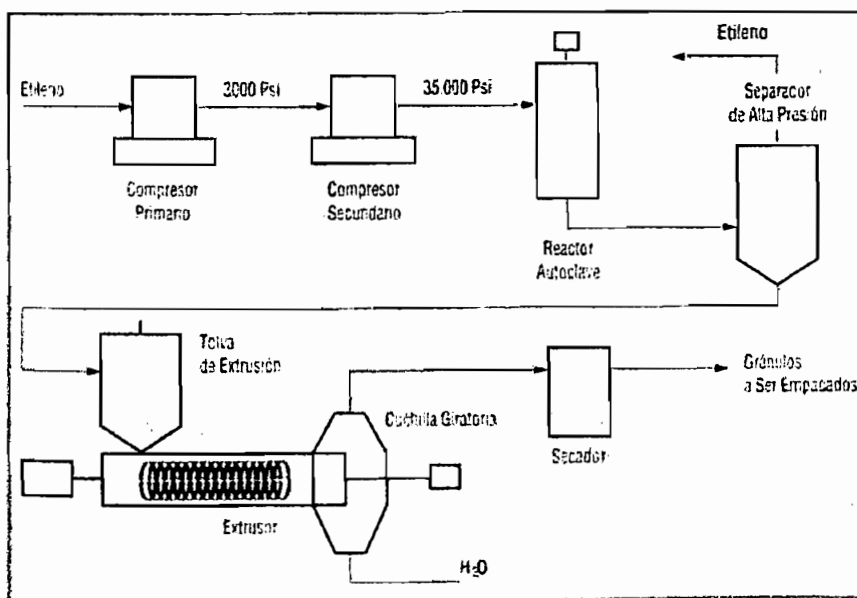 Etileno
Etileno
3000 Psi
35.000 Psi
Separador
de Alta Presión
Compresor
Primario
Compresor
Secundario
Reactor
Autoclave
Tolva
de Extrusión
Gránulos
a Ser Empacados
Cuchilla Giratoria
Secador
Extrusor
H2O